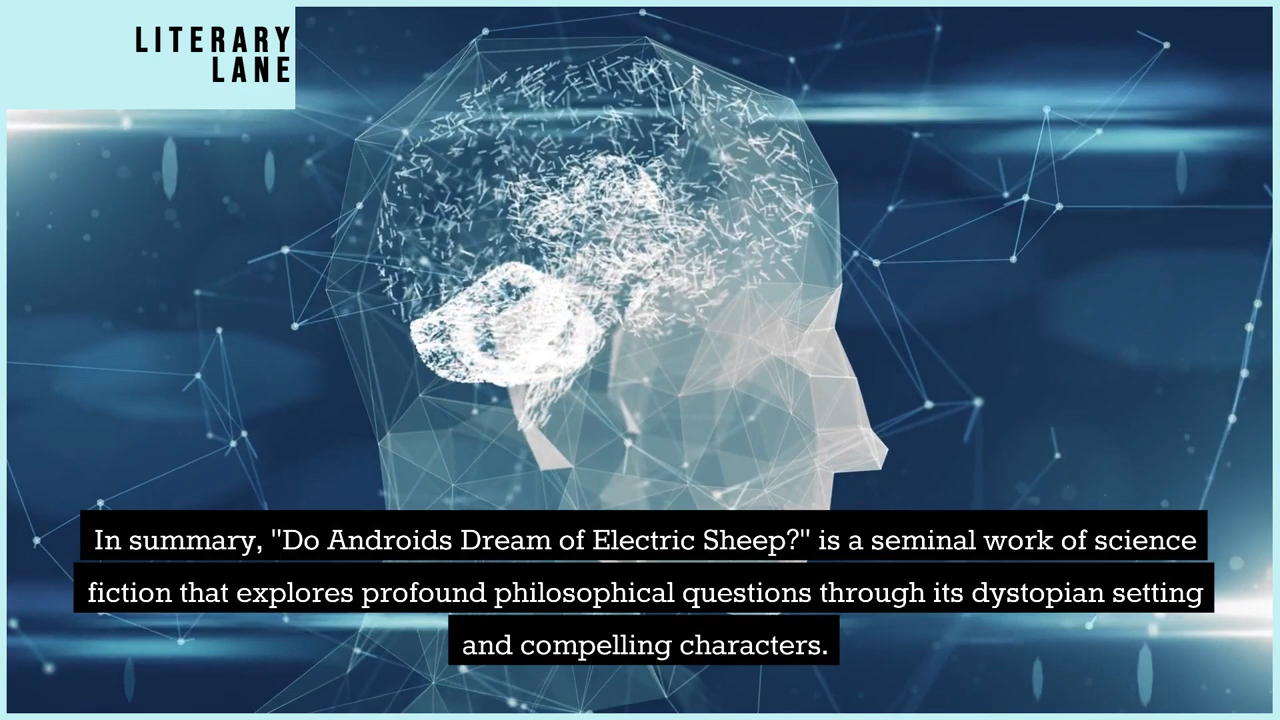 LITERARY
LANE
In summary, "Do Androids Dream of Electric Sheep?" is a seminal work of science
fiction that explores profound philosophical questions through its dystopian setting
and compelling characters.